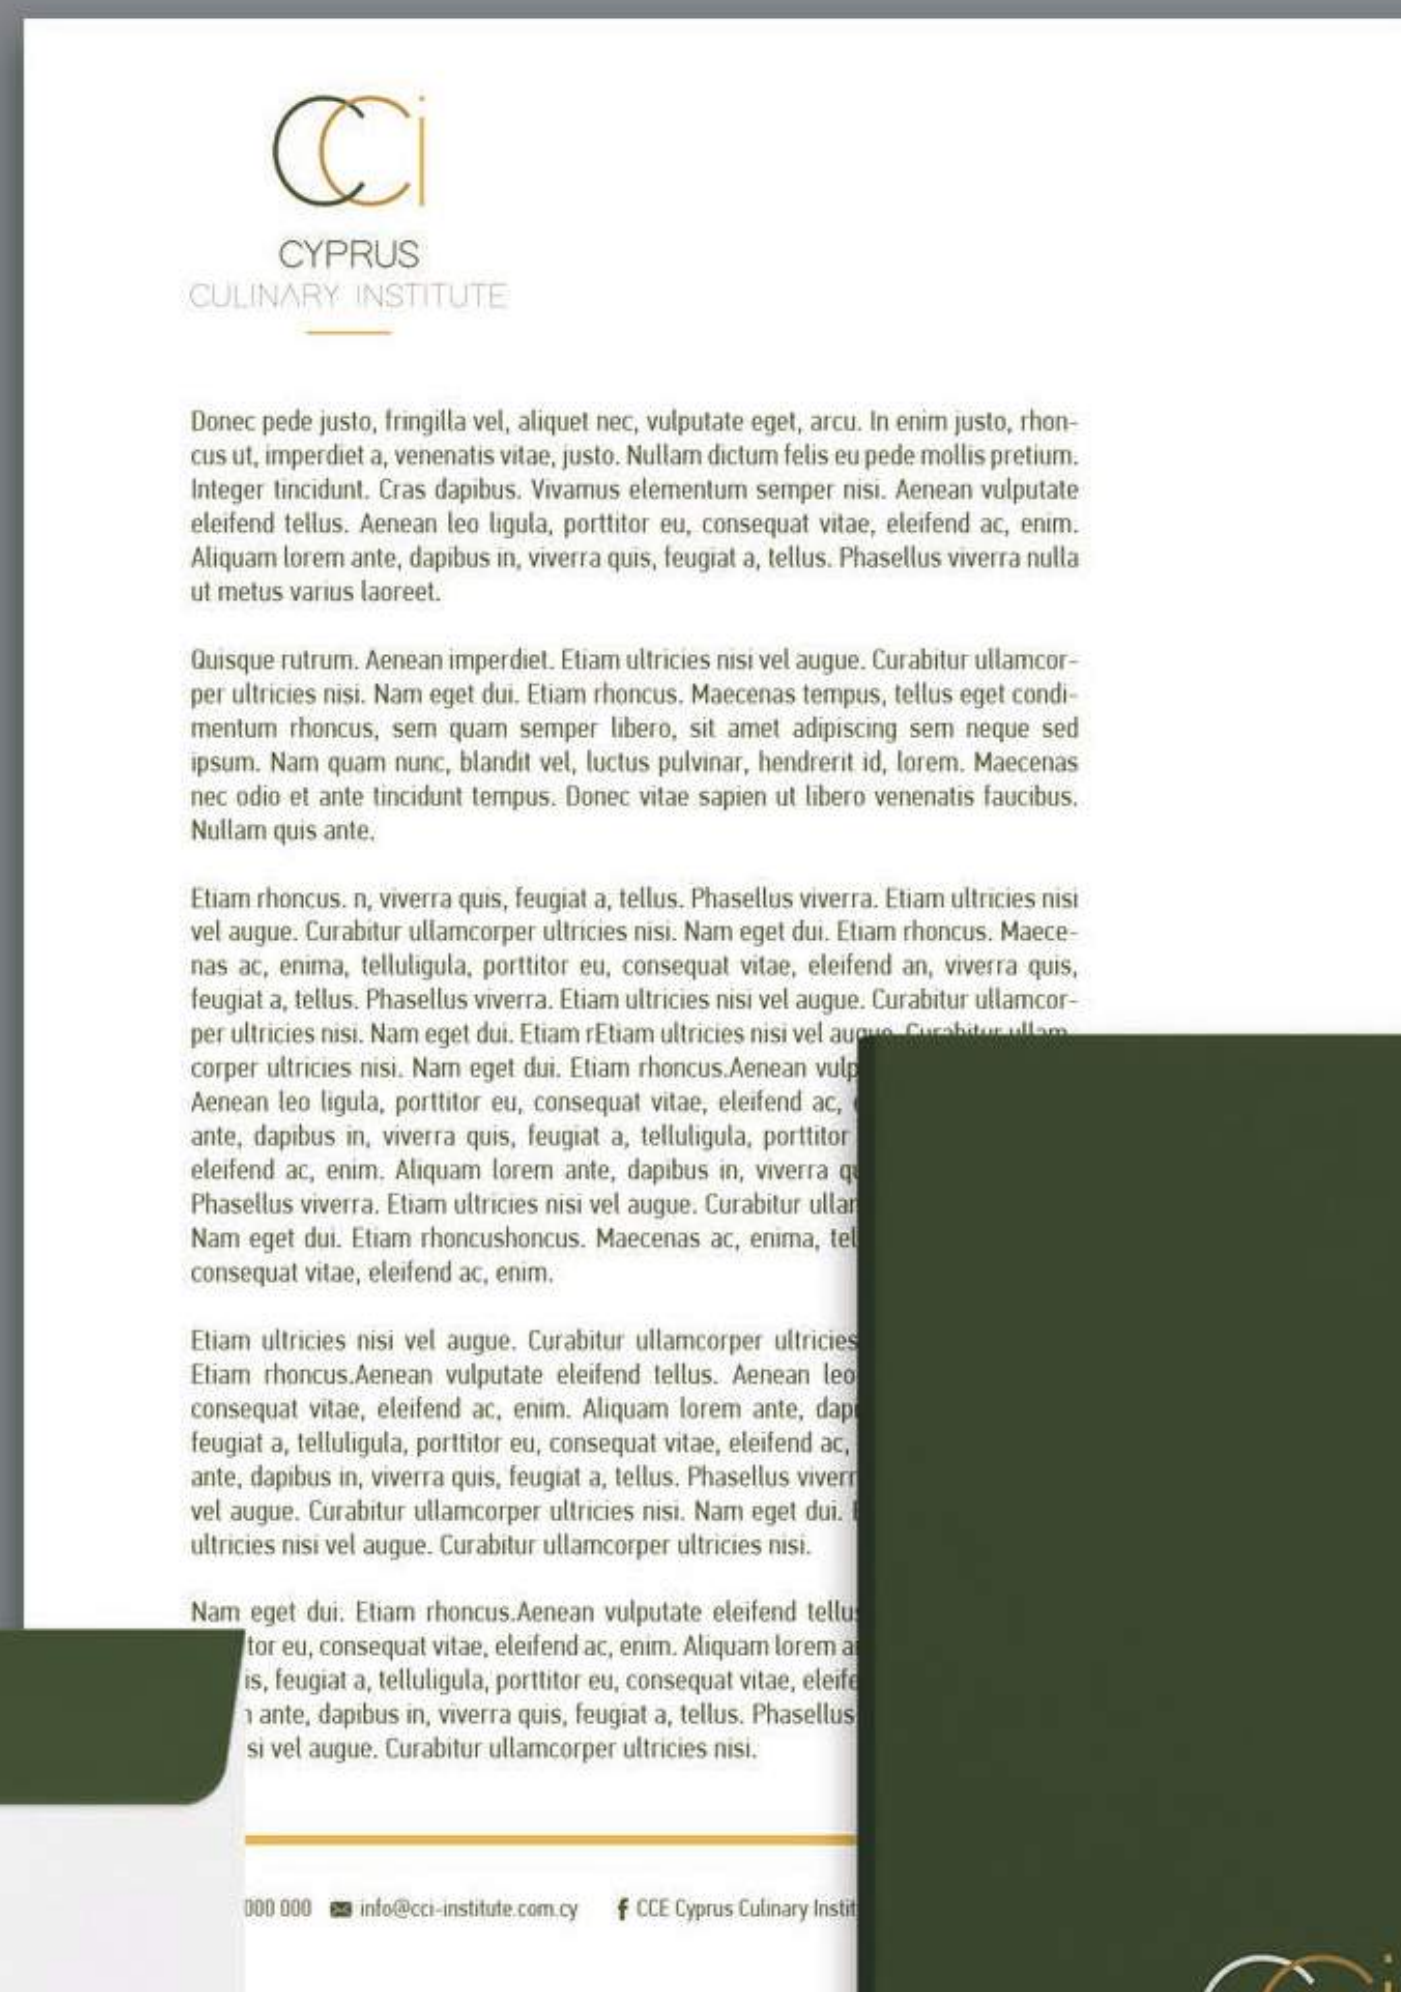 CCi
CYPRUS
CULINARY INSTITUTE
Donec pede justo, fringilla vel, aliquet nec, vulputate eget, arcu. In enim justo, rhon-
cus ut, imperdiet a, venenatis vitae, justo. Nullam dictum felis eu pede mollis pretium.
Integer tincidunt. Cras dapibus. Vivamus elementum semper nisi. Aenean vulputate
eleifend tellus. Aenean leo ligula, porttitor eu, consequat vitae, eleifend ac, enim.
Aliquam lorem ante, dapibus in, viverra quis, feugiat a, tellus. Phasellus viverra nulla
ut metus varius laoreet.
Quisque rutrum. Aenean imperdiet. Etiam ultricies nisi vel augue. Curabitur ullamcor-
per ultricies nisi. Nam eget dui. Etiam rhoncus. Maecenas tempus, tellus eget condi-
mentum rhoncus, sem quam semper libero, sit amet adipiscing sem neque sed
ipsum. Nam quam nunc, blandit vel, luctus pulvinar, hendrerit id, lorem. Maecenas
nec odio et ante tincidunt tempus. Donec vitae sapien ut libero venenatis faucibus.
Nullam quis ante.
Etiam rhoncus. n, viverra quis, feugiat a, tellus. Phasellus viverra. Etiam ultricies nisi
vel augue. Curabitur ullamcorper ultricies nisi. Nam eget dui. Etiam rhoncus. Maece-
nas ac, enima, telluligula, porttitor eu, consequat vitae, eleifend an, viverra quis,
feugiat a, tellus. Phasellus viverra. Etiam ultricies nisi vel augue. Curabitur ullamcor-
per ultricies nisi. Nam eget dui. Etiam rEtiam ultricies nisi vel augue. Curabitur ullam-
corper ultricies nisi. Nam eget dui. Etiam rhoncus.Aenean vulp
Aenean leo ligula, porttitor eu, consequat vitae, eleifend ac,
ante, dapibus in, viverra quis, feugiat a, telluligula, porttitor
eleifend ac, enim. Aliquam lorem ante, dapibus in, viverra qu
Phasellus viverra. Etiam ultricies nisi vel augue. Curabitur ullam
Nam eget dui. Etiam rhoncushoncus. Maecenas ac, enima, tel
consequat vitae, eleifend ac, enim.
Etiam ultricies nisi vel augue. Curabitur ullamcorper ultricies
Etiam rhoncus.Aenean vulputate eleifend tellus. Aenean leo
consequat vitae, eleifend ac, enim. Aliquam lorem ante, dapi
feugiat a, telluligula, porttitor eu, consequat vitae, eleifend ac,
ante, dapibus in, viverra quis, feugiat a, tellus. Phasellus viverr
vel augue. Curabitur ullamcorper ultricies nisi. Nam eget dui.
ultricies nisi vel augue. Curabitur ullamcorper ultricies nisi.
Nam eget dui. Etiam rhoncus.Aenean vulputate eleifend tellus
tor eu, consequat vitae, eleifend ac, enim. Aliquam lorem a
is, feugiat a, telluligula, porttitor eu, consequat vitae, eleife
ante, dapibus in, viverra quis, feugiat a, tellus. Phasellus
si vel augue. Curabitur ullamcorper ultricies nisi.
000 000 info@cci-institute.com.cy f CCE Cyprus Culinary Instit